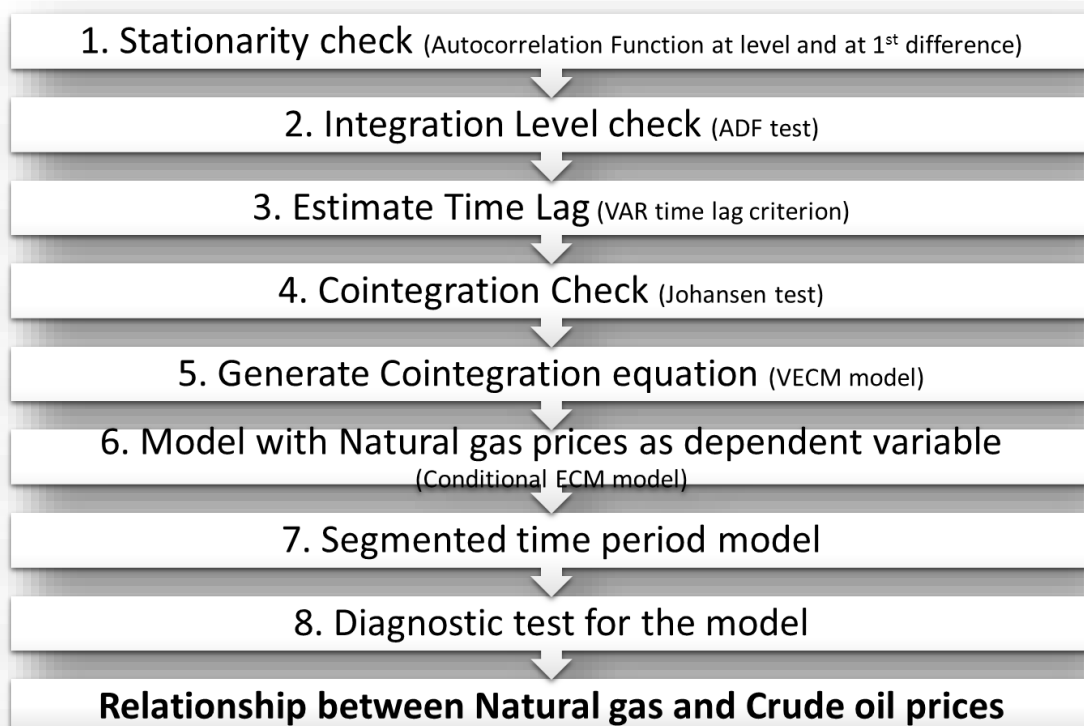 1. Stationarity check (Autocorrelation Function at level and at 1st difference)
2. Integration Level check (ADF test)
3. Estimate Time Lag (VAR time lag criterion)
4. Cointegration Check (Johansen test)
5. Generate Cointegration equation (VECM model)
6. Model with Natural gas prices as dependent variable
(Conditional ECM model)
7. Segmented time period model
8. Diagnostic test for the model
Relationship between Natural gas and Crude oil prices